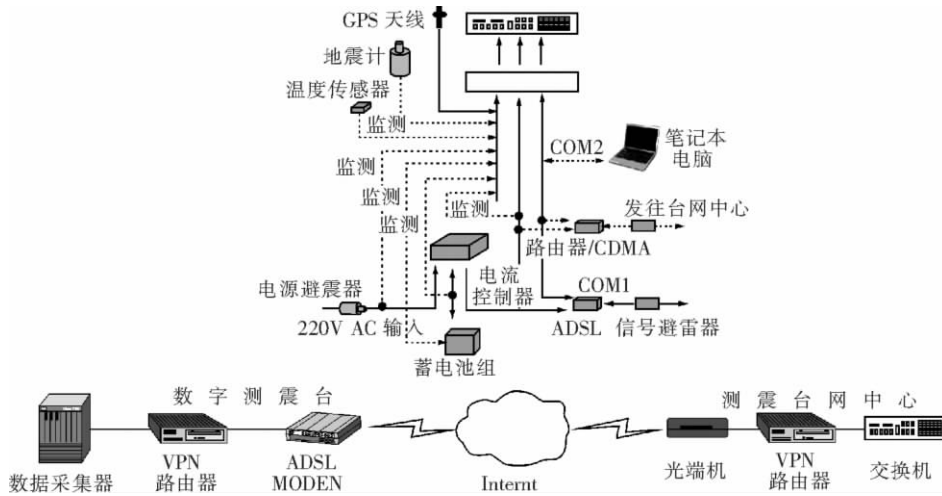 GPS 天线
地震计
温度传感器
监测
COM2
笔记本
电脑
监测
监测
监测
监测
发往台网中心
路由器/CDMA
电源避震器
电流
控制器
COM1
220V AC 输入
ADSL
信号避雷器
蓄电池组
数字测震台
测震台网中心
数据采集器
VPN
路由器
ADSL
MODEN
Internt
光端机
VPN
路由器
交换机